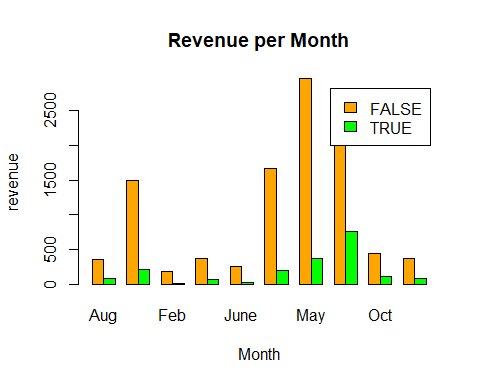 Revenue per Month
FALSE
TRUE
revenue
2500
1500
500
0
Aug
Feb
June
May
Oct
Month